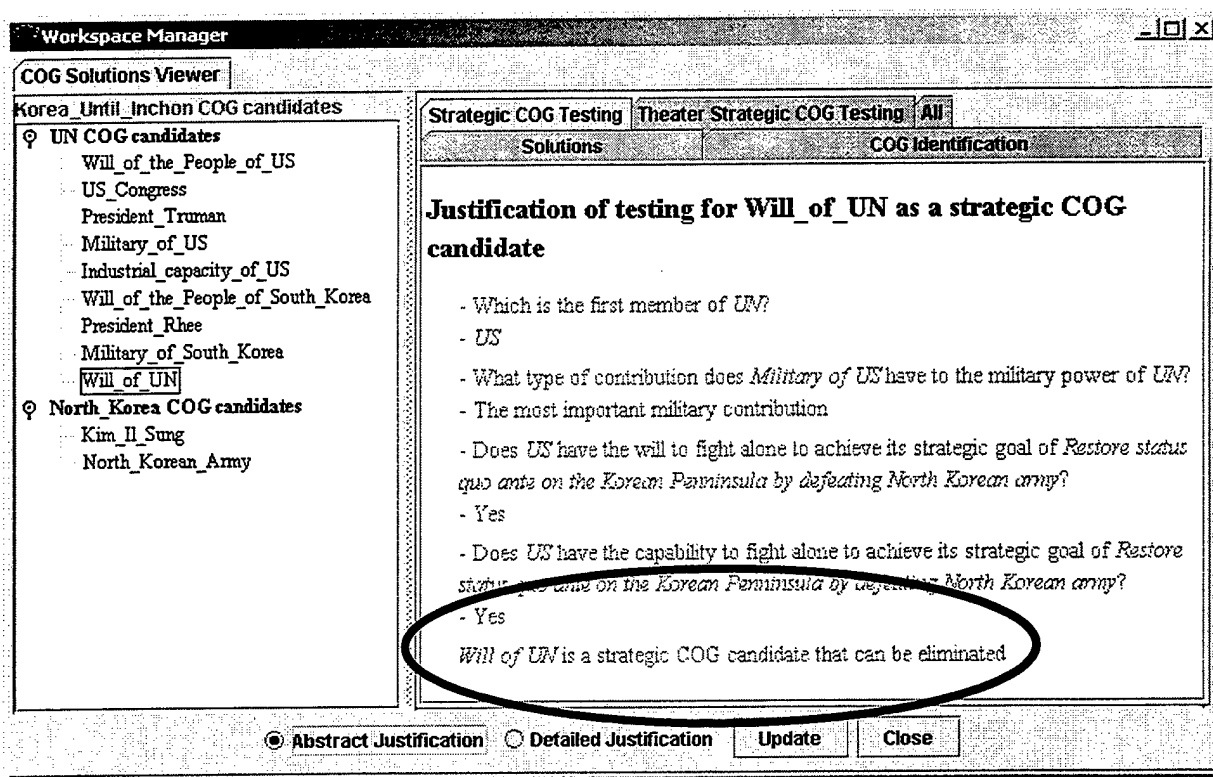 Workspace Manager
COG Solutions Viewer
Korea_Until_Inchon COG candidates
UN COG candidates
Will_of_the_People_of_US
US_Congress
President_Truman
Military_of_US
Industrial_capacity_of_US
Will_of_the_People_of_South_Korea
President_Rhee
Military_of_South_Korea
Will_of_UN
North_Korea COG candidates
Kim_Il_Sung
North_Korean_Army
Strategic COG Testing Theater Strategic COG Testing All
Solutions COG Identification
Justification of testing for Will_of_UN as a strategic COG
candidate
- Which is the first member of UN?
- US
- What type of contribution does Military of US have to the military power of UN?
- The most important military contribution
- Does US have the will to fight alone to achieve its strategic goal of Restore status
quo ante on the Korean Penninsula by defeating North Korean army?
- Yes
- Does US have the capability to fight alone to achieve its strategic goal of Restore
status quo ante on the Korean Penninsula by defeating North Korean army?
- Yes
Will of UN is a strategic COG candidate that can be eliminated
Abstract Justification Detailed Justification Update Close